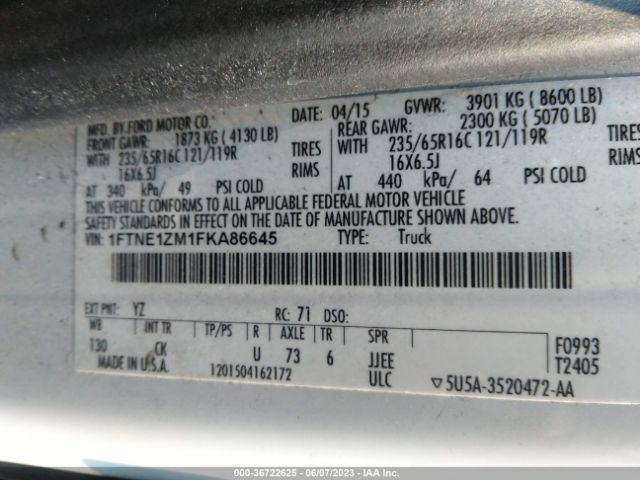 MFD. BY FORD MOTOR CO. DATE: 04/15 GVWR: 3901 KG ( 8600 LB)
FRONT GAWR: 1873 KG ( 4130 LB) REAR GAWR: 2300 KG ( 5070 LB)
WITH 235/65R16C 121/119R TIRES WITH 235/65R16C 121/119R TIRES
16X6.5J RIMS 16X6.5J RIMS
AT 340 kPa/ 49 PSI COLD AT 440 kPa/ 64 PSI COLD
THIS VEHICLE CONFORMS TO ALL APPLICABLE FEDERAL MOTOR VEHICLE
SAFETY STANDARDS IN EFFECT ON THE DATE OF MANUFACTURE SHOWN ABOVE.
VIN: 1FTNE1ZM1FKA86645 TYPE: Truck
EXT PNT: YZ RC: 71 DSO:
WB INT TR TP/PS R AXLE TR SPR F0993
130 CK U 73 6 JJEE T2405
MADE IN U.S.A. 1201504162172 ULC ▽5U5A-3520472-AA
000-36722625 - 06/07/2023 - IAA Inc.